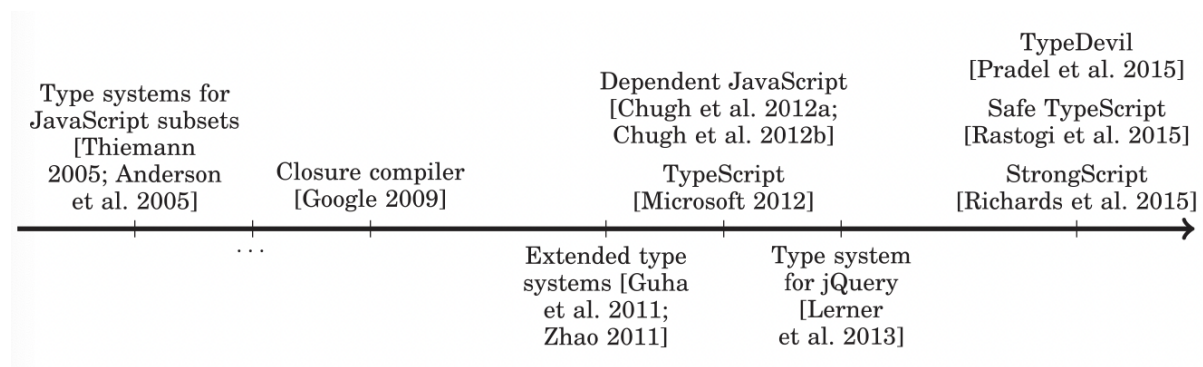 Type systems for
JavaScript subsets
[Thiemann
2005; Anderson
et al. 2005]
. . .
Closure compiler
[Google 2009]
Extended type
systems [Guha
et al. 2011;
Zhao 2011]
Dependent JavaScript
[Chugh et al. 2012a;
Chugh et al. 2012b]
TypeScript
[Microsoft 2012]
Type system
for jQuery
[Lerner
et al. 2013]
TypeDevil
[Pradel et al. 2015]
Safe TypeScript
[Rastogi et al. 2015]
StrongScript
[Richards et al. 2015]